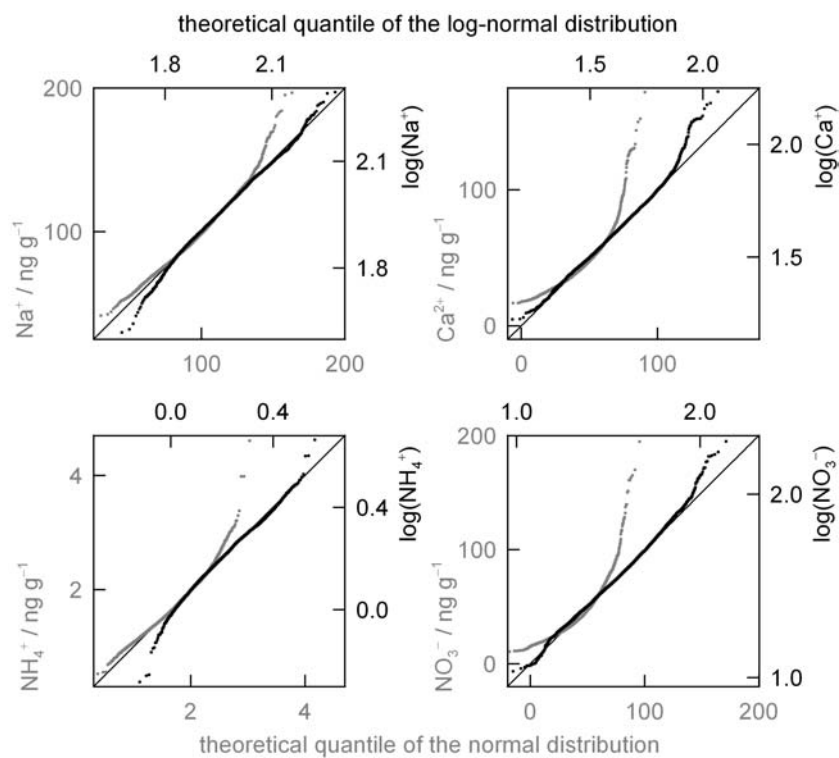 theoretical quantile of the log-normal distribution
1.8 2.1 1.5 2.0
200
Na⁺ / ng g⁻¹
100
log(Na⁺)
2.1
1.8
100 200
Ca²⁺ / ng g⁻¹
100
0
log(Ca⁺)
2.0
1.5
0 100
0.0 0.4 1.0 2.0
NH₄⁺ / ng g⁻¹
4
2
log(NH₄⁺)
0.4
0.0
2 4
NO₃⁻ / ng g⁻¹
200
100
0
log(NO₃⁻)
2.0
1.0
0 100 200
theoretical quantile of the normal distribution